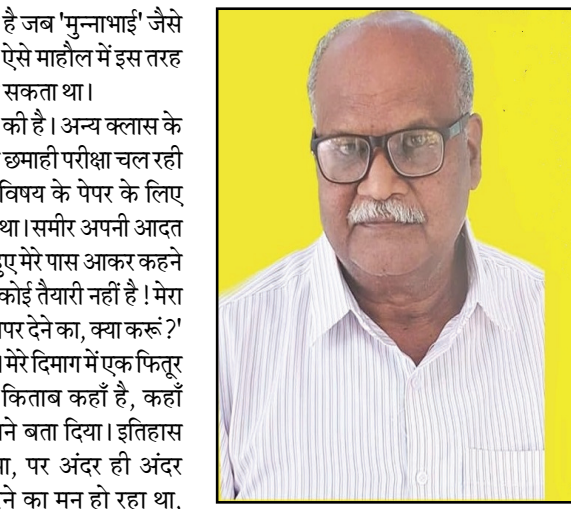 है जब 'मुन्नाभाई' जैसे
ऐसे माहौल में इस तरह
सकता था।
की है। अन्य क्लास के
छमाही परीक्षा चल रही
विषय के पेपर के लिए
था।समीर अपनी आदत
मेरे पास आकर कहने
कोई तैयारी नहीं है ! मेरा
देने का, क्या करूं ?'
मेरे दिमाग में एक फितूर
किताब कहाँ है, कहाँ
बता दिया। इतिहास
पर अंदर ही अंदर
का मन हो रहा था,